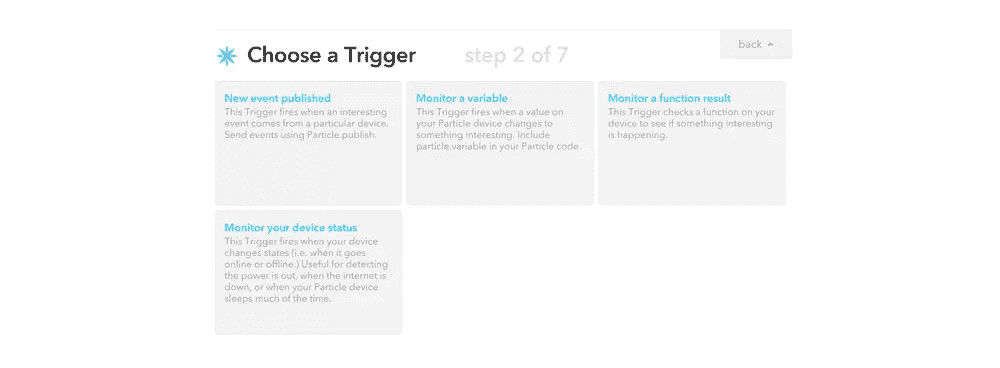 back
Choose a Trigger step 2 of 7
New event published
This Trigger fires when an interesting
event comes from a particular device.
Send events using Particle.publish.
Monitor a variable
This Trigger fires when a value on
your Particle device changes to
something interesting. Include
particle.variable in your Particle code.
Monitor a function result
This Trigger checks a function on your
device to see if something interesting
is happening.
Monitor your device status
This Trigger fires when your device
changes states (i.e. when it goes
online or offline.) Useful for detecting
the power is out, when the internet is
down, or when your Particle device
sleeps much of the time.